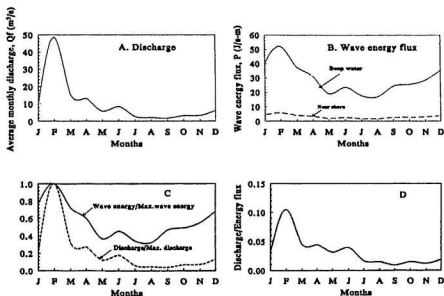 A. Discharge
Average monthly discharge, Qf (m³/s)
50
40
30
20
10
0
J F M A M J J A S O N D
Months
B. Wave energy flux
Wave energy flux, P (J/s-m)
60
50
40
30
20
10
0
Deep water
Near shore
J F M A M J J A S O N D
Months
C
1.0
0.8
0.6
0.4
0.2
0.0
Wave energy/Max.wave energy
Discharge/Max. discharge
J F M A M J J A S O N D
Months
D
Discharge/Energy flux
0.15
0.10
0.05
0.00
J F M A M J J A S O N D
Months